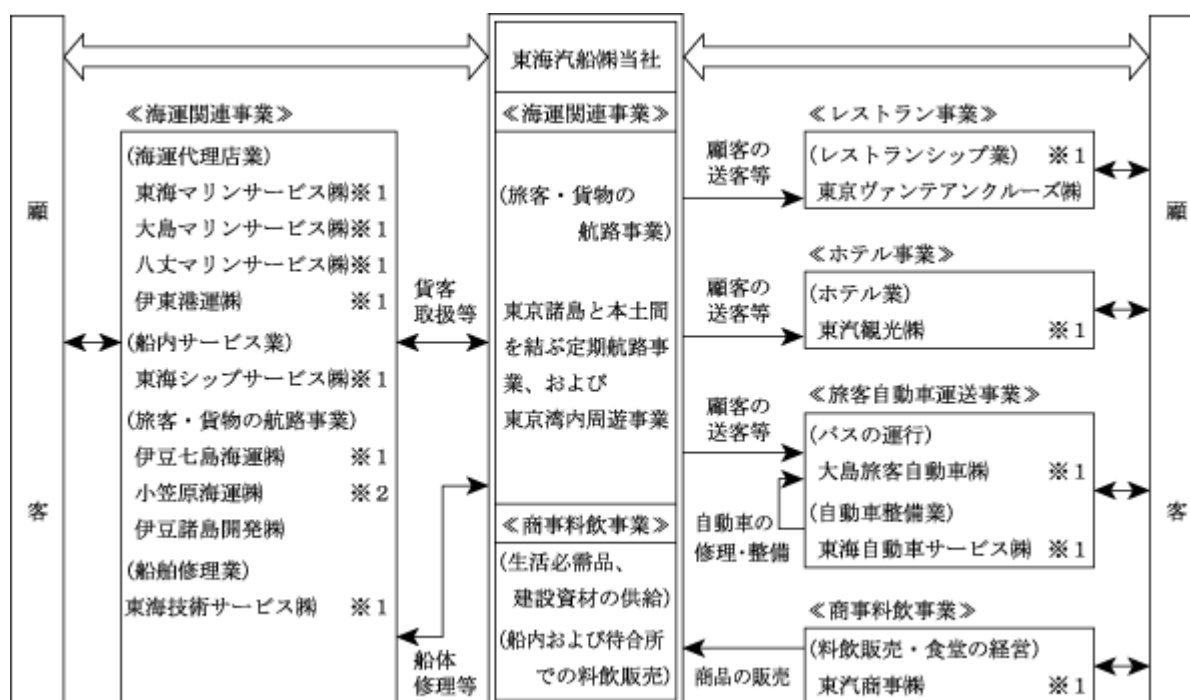 顧
客
≪海運関連事業≫
(海運代理店業)
東海マリンサービス㈱※1
大島マリンサービス㈱※1
八丈マリンサービス㈱※1
伊東港運㈱ ※1
(船内サービス業)
東海シップサービス㈱※1
(旅客・貨物の航路事業)
伊豆七島海運㈱ ※1
小笠原海運㈱ ※2
伊豆諸島開発㈱
(船舶修理業)
東海技術サービス㈱ ※1
貨客
取扱等
船体
修理等
東海汽船㈱当社
≪海運関連事業≫
(旅客・貨物の
航路事業)
東京諸島と本土間
を結ぶ定期航路事
業、および
東京湾内周遊事業
≪商事料飲事業≫
(生活必需品、
建設資材の供給)
(船内および待合所
での料飲販売)
顧客の
送客等
顧客の
送客等
顧客の
送客等
自動車の
修理・整備
商品の販売
≪レストラン事業≫
(レストランシップ業) ※1
東京ヴァンテアンクルーズ㈱
≪ホテル事業≫
(ホテル業)
東汽観光㈱ ※1
≪旅客自動車運送事業≫
(バスの運行)
大島旅客自動車㈱ ※1
(自動車整備業)
東海自動車サービス㈱ ※1
≪商事料飲事業≫
(料飲販売・食堂の経営)
東汽商事㈱ ※1
顧
客